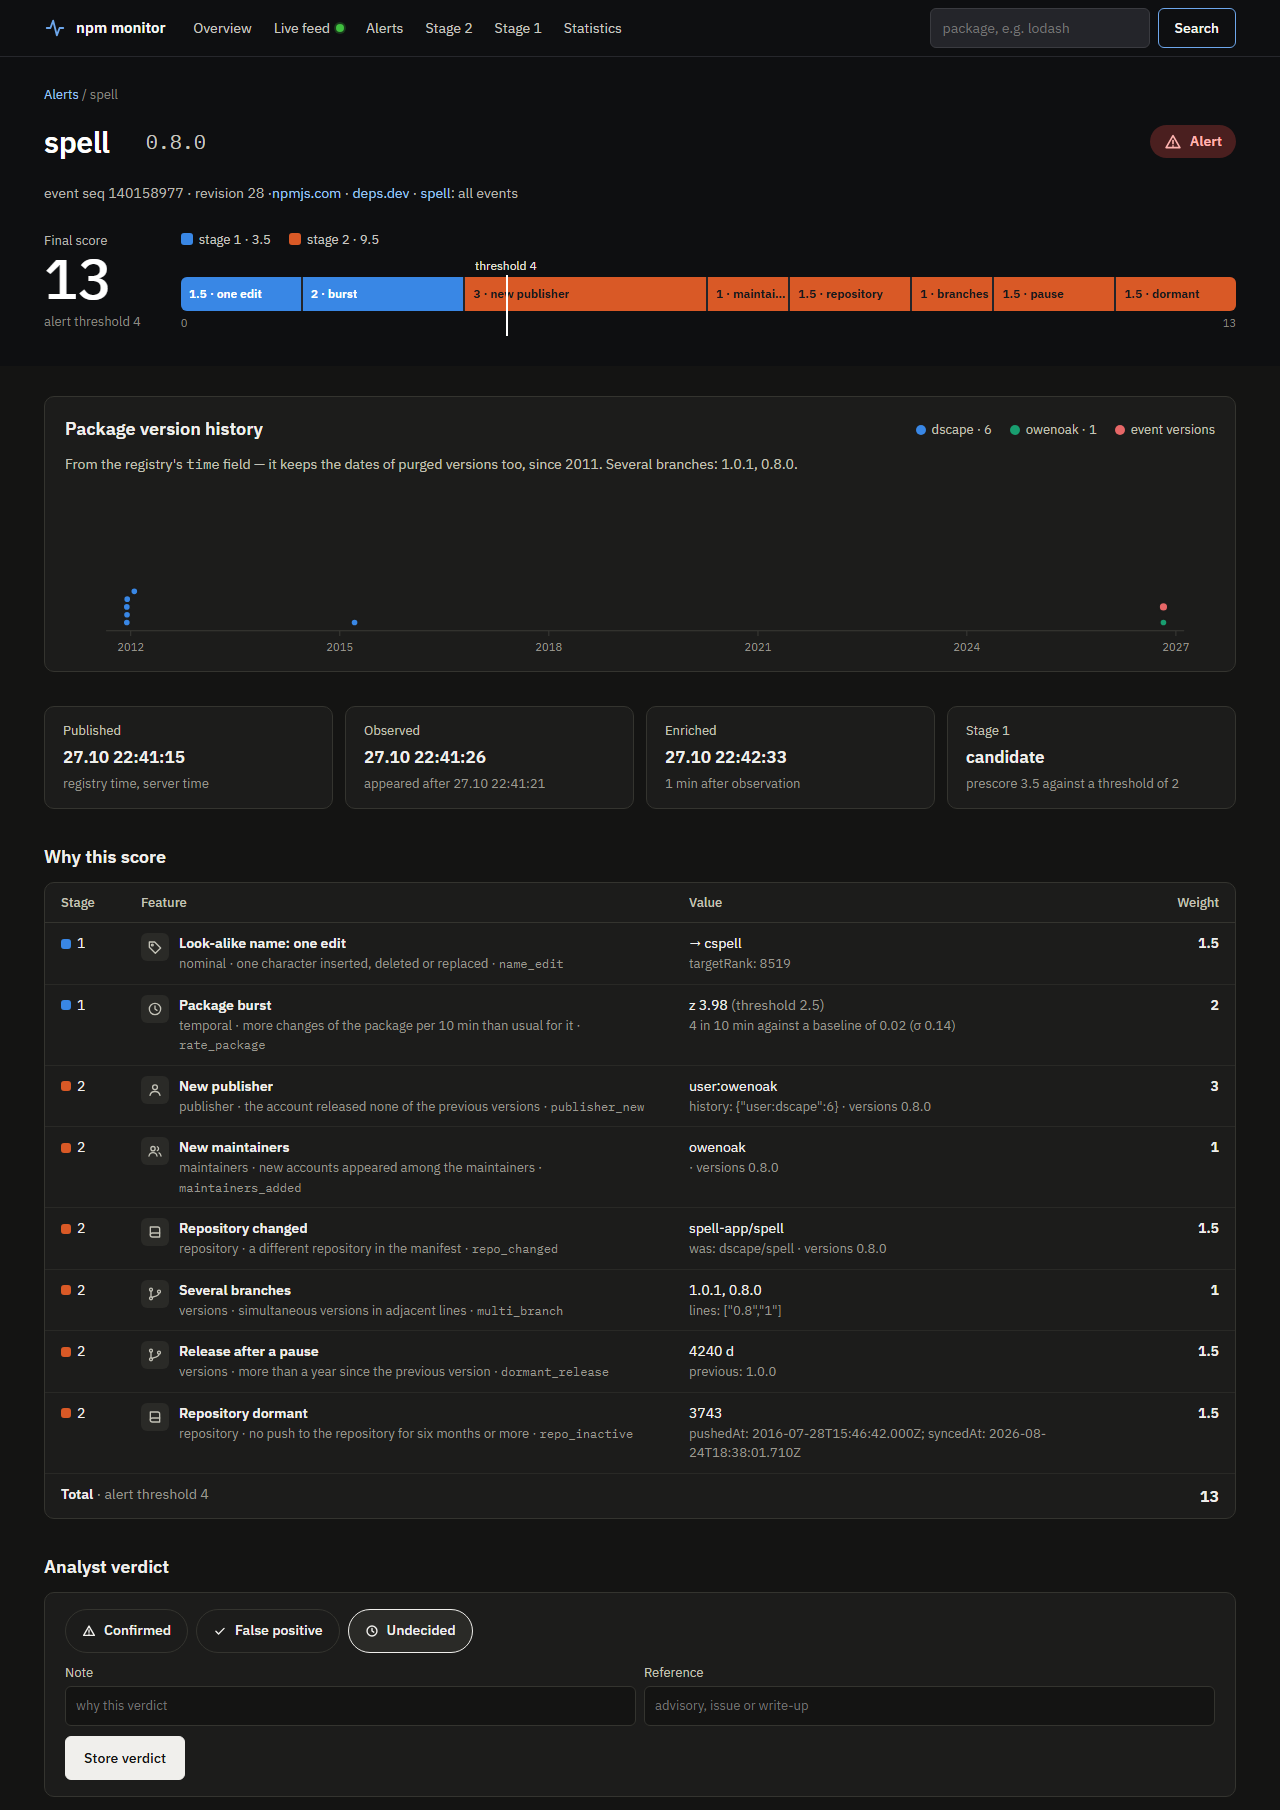 npm monitor Overview Live feed Alerts Stage 2 Stage 1 Statistics package, e.g. lodash Search
Alerts / spell
spell 0.8.0 Alert
event seq 140158977 · revision 28 ·npmjs.com · deps.dev · spell: all events
Final score
13
alert threshold 4
stage 1 · 3.5 stage 2 · 9.5
threshold 4
1.5 · one edit 2 · burst 3 · new publisher 1 · maintai... 1.5 · repository 1 · branches 1.5 · pause 1.5 · dormant
0 13
Package version history dscape · 6 owenoak · 1 event versions
From the registry's time field — it keeps the dates of purged versions too, since 2011. Several branches: 1.0.1, 0.8.0.
2012 2015 2018 2021 2024 2027
Published
27.10 22:41:15
registry time, server time
Observed
27.10 22:41:26
appeared after 27.10 22:41:21
Enriched
27.10 22:42:33
1 min after observation
Stage 1
candidate
prescore 3.5 against a threshold of 2
Why this score
Stage Feature Value Weight
1 Look-alike name: one edit → cspell 1.5
nominal · one character inserted, deleted or replaced · name_edit targetRank: 8519
1 Package burst z 3.98 (threshold 2.5) 2
temporal · more changes of the package per 10 min than usual for it · 4 in 10 min against a baseline of 0.02 (σ 0.14)
rate_package
2 New publisher user:owenoak 3
publisher · the account released none of the previous versions · publisher_new history: {"user:dscape":6} · versions 0.8.0
2 New maintainers owenoak 1
maintainers · new accounts appeared among the maintainers · · versions 0.8.0
maintainers_added
2 Repository changed spell-app/spell 1.5
repository · a different repository in the manifest · repo_changed was: dscape/spell · versions 0.8.0
2 Several branches 1.0.1, 0.8.0 1
versions · simultaneous versions in adjacent lines · multi_branch lines: ["0.8","1"]
2 Release after a pause 4240 d 1.5
versions · more than a year since the previous version · dormant_release previous: 1.0.0
2 Repository dormant 3743 1.5
repository · no push to the repository for six months or more · repo_inactive pushedAt: 2016-07-28T15:46:42.000Z; syncedAt: 2026-08-
24T18:38:01.710Z
Total · alert threshold 4 13
Analyst verdict
Confirmed False positive Undecided
Note Reference
why this verdict advisory, issue or write-up
Store verdict